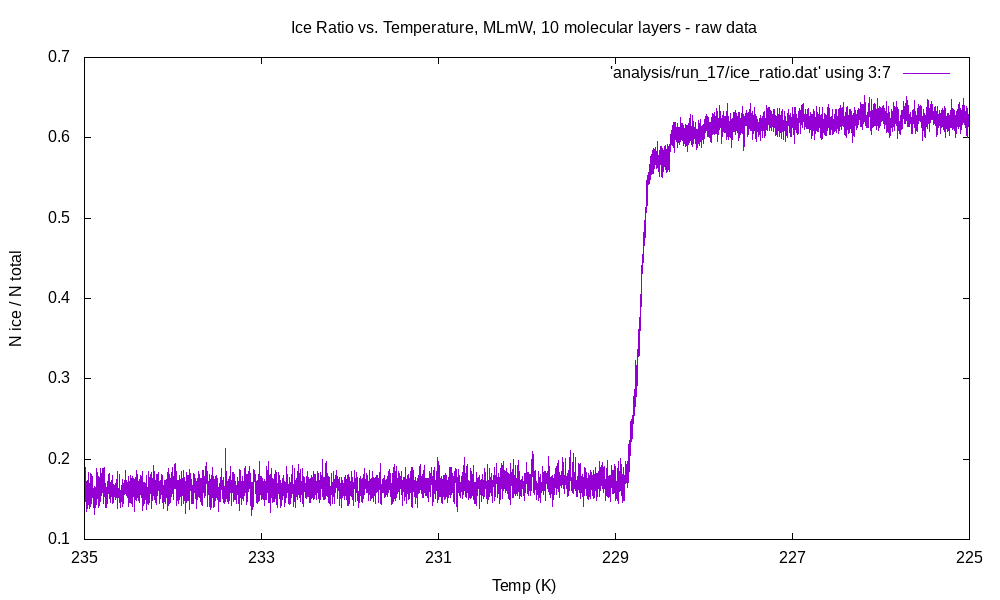 Ice Ratio vs. Temperature, MLmW, 10 molecular layers - raw data
'analysis/run_17/ice_ratio.dat' using 3:7
N ice / N total
0.7
0.6
0.5
0.4
0.3
0.2
0.1
235 233 231 229 227 225
Temp (K)